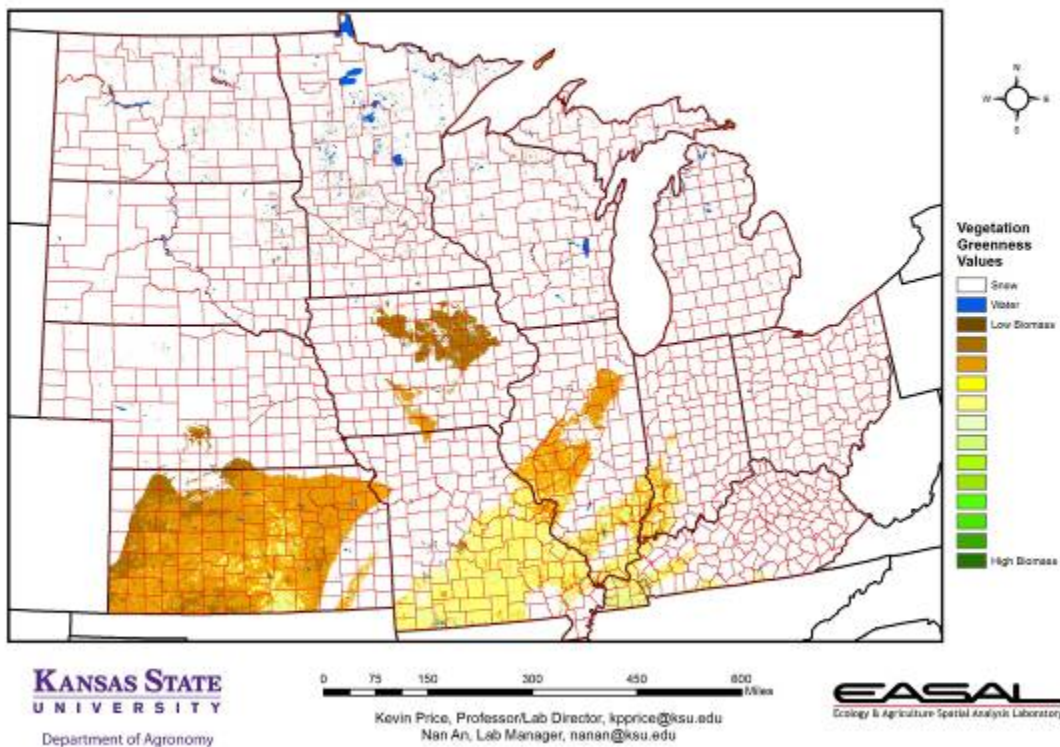 N
W
E
S
Vegetation
Greenness
Values
Snow
Water
Low Biomass
High Biomass
KANSAS STATE
UNIVERSITY
Department of Agronomy
0 75 150 300 450 600
Miles
Kevin Price, Professor/Lab Director, kpprice@ksu.edu
Nan An, Lab Manager, nanan@ksu.edu
EASAL
Ecology & Agriculture Spatial Analysis Laboratory